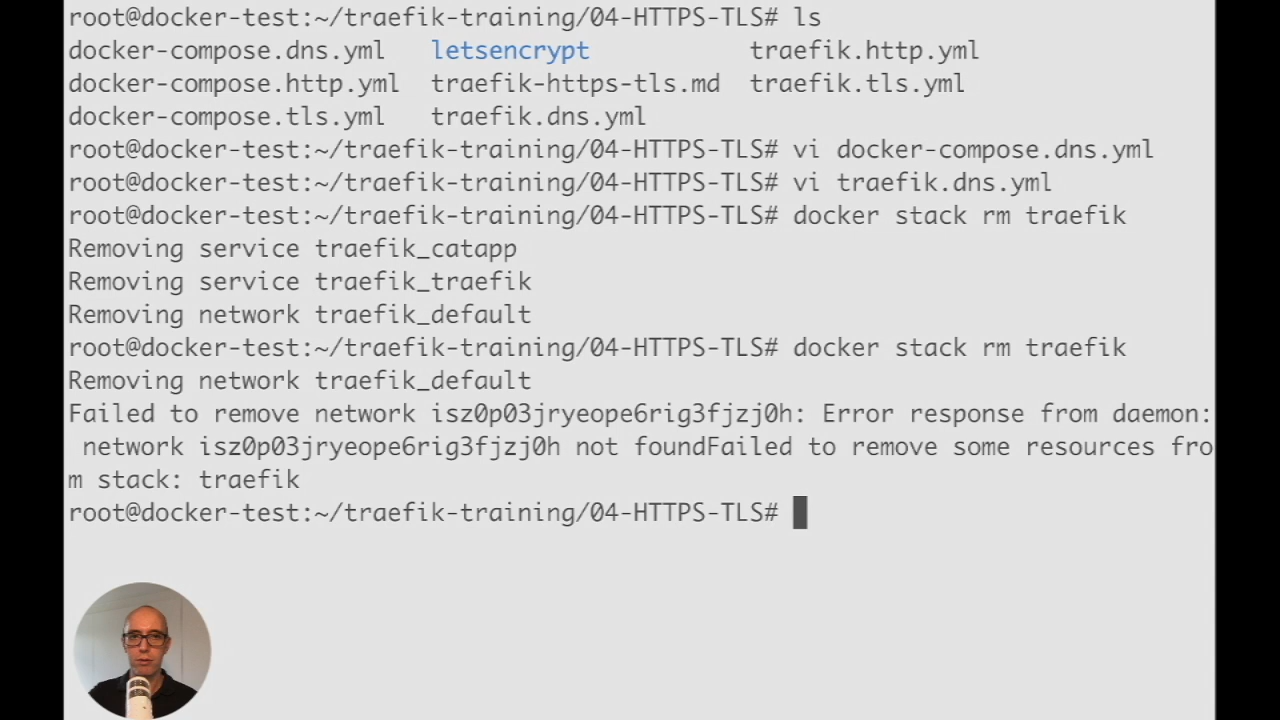 root@docker-test:~/traefik-training/04-HTTPS-TLS# ls
docker-compose.dns.yml letsencrypt traefik.http.yml
docker-compose.http.yml traefik-https-tls.md traefik.tls.yml
docker-compose.tls.yml traefik.dns.yml
root@docker-test:~/traefik-training/04-HTTPS-TLS# vi docker-compose.dns.yml
root@docker-test:~/traefik-training/04-HTTPS-TLS# vi traefik.dns.yml
root@docker-test:~/traefik-training/04-HTTPS-TLS# docker stack rm traefik
Removing service traefik_catapp
Removing service traefik_traefik
Removing network traefik_default
root@docker-test:~/traefik-training/04-HTTPS-TLS# docker stack rm traefik
Removing network traefik_default
Failed to remove network isz0p03jryeope6rig3fjzj0h: Error response from daemon:
network isz0p03jryeope6rig3fjzj0h not foundFailed to remove some resources fro
m stack: traefik
root@docker-test:~/traefik-training/04-HTTPS-TLS#